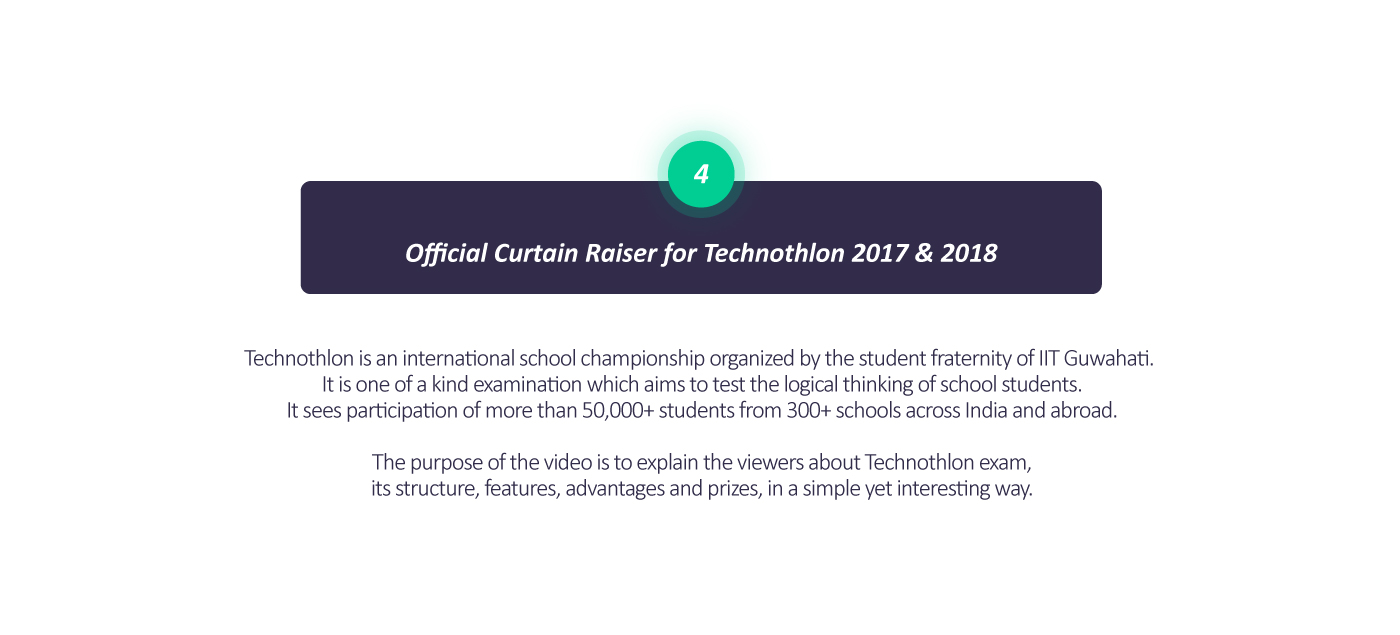 4
Official Curtain Raiser for Technothlon 2017 & 2018
Technothlon is an international school championship organized by the student fraternity of IIT Guwahati.
It is one of a kind examination which aims to test the logical thinking of school students.
It sees participation of more than 50,000+ students from 300+ schools across India and abroad.
The purpose of the video is to explain the viewers about Technothlon exam,
its structure, features, advantages and prizes, in a simple yet interesting way.